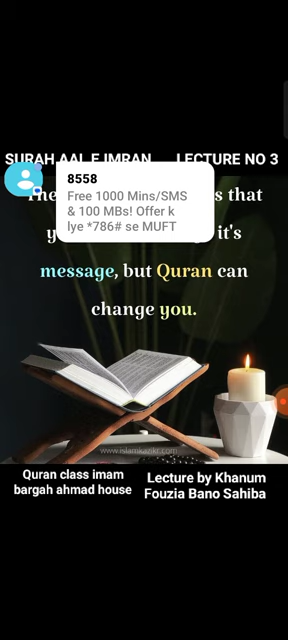 SURAH AAL E IMRAN LECTURE NO 3
8558
Free 1000 Mins/SMS
& 100 MBs! Offer k
lye *786# se MUFT
The s that
y it's
message, but Quran can
change you.
www.islamkazikr.com
Quran class imam
bargah ahmad house
Lecture by Khanum
Fouzia Bano Sahiba